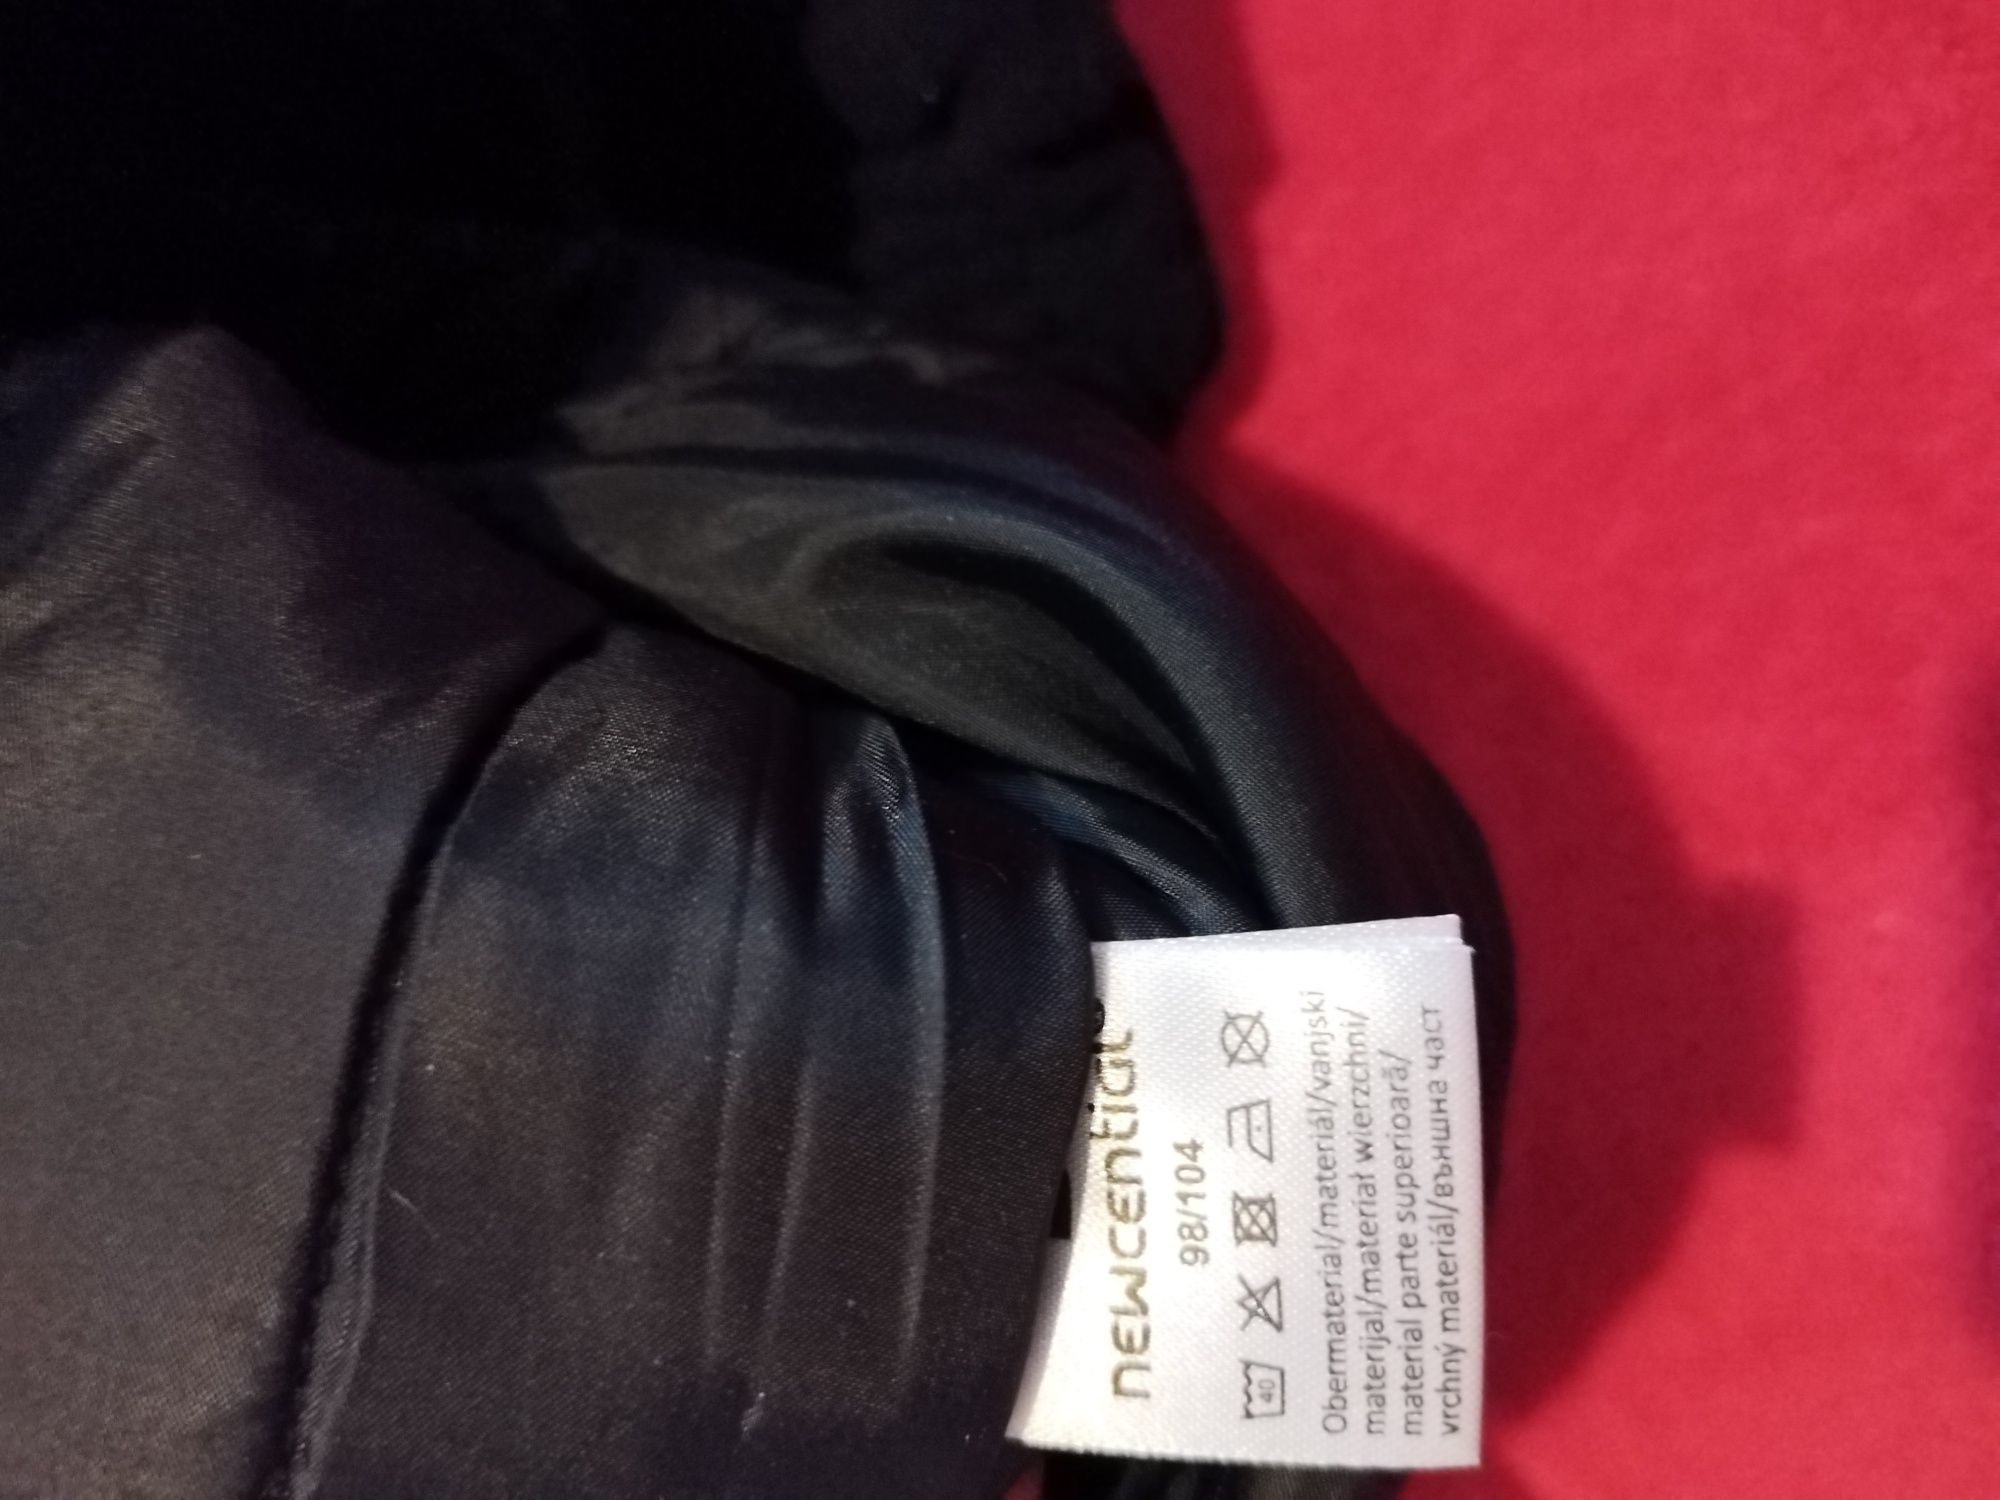 newcential
98/104
40
Obermaterial/materiál/vanjski
materijal/materiał wierzchni/
material parte superioară/
vrchný materiál/външна част